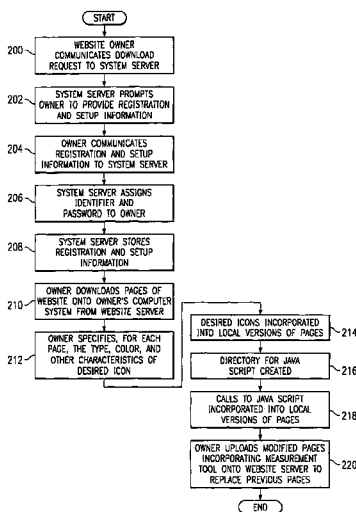 START
200
WEBSITE OWNER
COMMUNICATES DOWNLOAD
REQUEST TO SYSTEM SERVER
202
SYSTEM SERVER PROMPTS
OWNER TO PROVIDE REGISTRATION
AND SETUP INFORMATION
204
OWNER COMMUNICATES
REGISTRATION AND SETUP
INFORMATION TO SYSTEM SERVER
206
SYSTEM SERVER ASSIGNS
IDENTIFIER AND
PASSWORD TO OWNER
208
SYSTEM SERVER STORES
REGISTRATION AND SETUP
INFORMATION
210
OWNER DOWNLOADS PAGES OF
WEBSITE ONTO OWNER'S COMPUTER
SYSTEM FROM WEBSITE SERVER
212
OWNER SPECIFIES, FOR EACH
PAGE, THE TYPE, COLOR, AND
OTHER CHARACTERISTICS OF
DESIRED ICON
DESIRED ICONS INCORPORATED
INTO LOCAL VERSIONS OF PAGES
214
DIRECTORY FOR JAVA
SCRIPT CREATED
216
CALLS TO JAVA SCRIPT
INCORPORATED INTO LOCAL
VERSIONS OF PAGES
218
OWNER UPLOADS MODIFIED PAGES
INCORPORATING MEASUREMENT
TOOL ONTO WEBSITE SERVER TO
REPLACE PREVIOUS PAGES
220
END